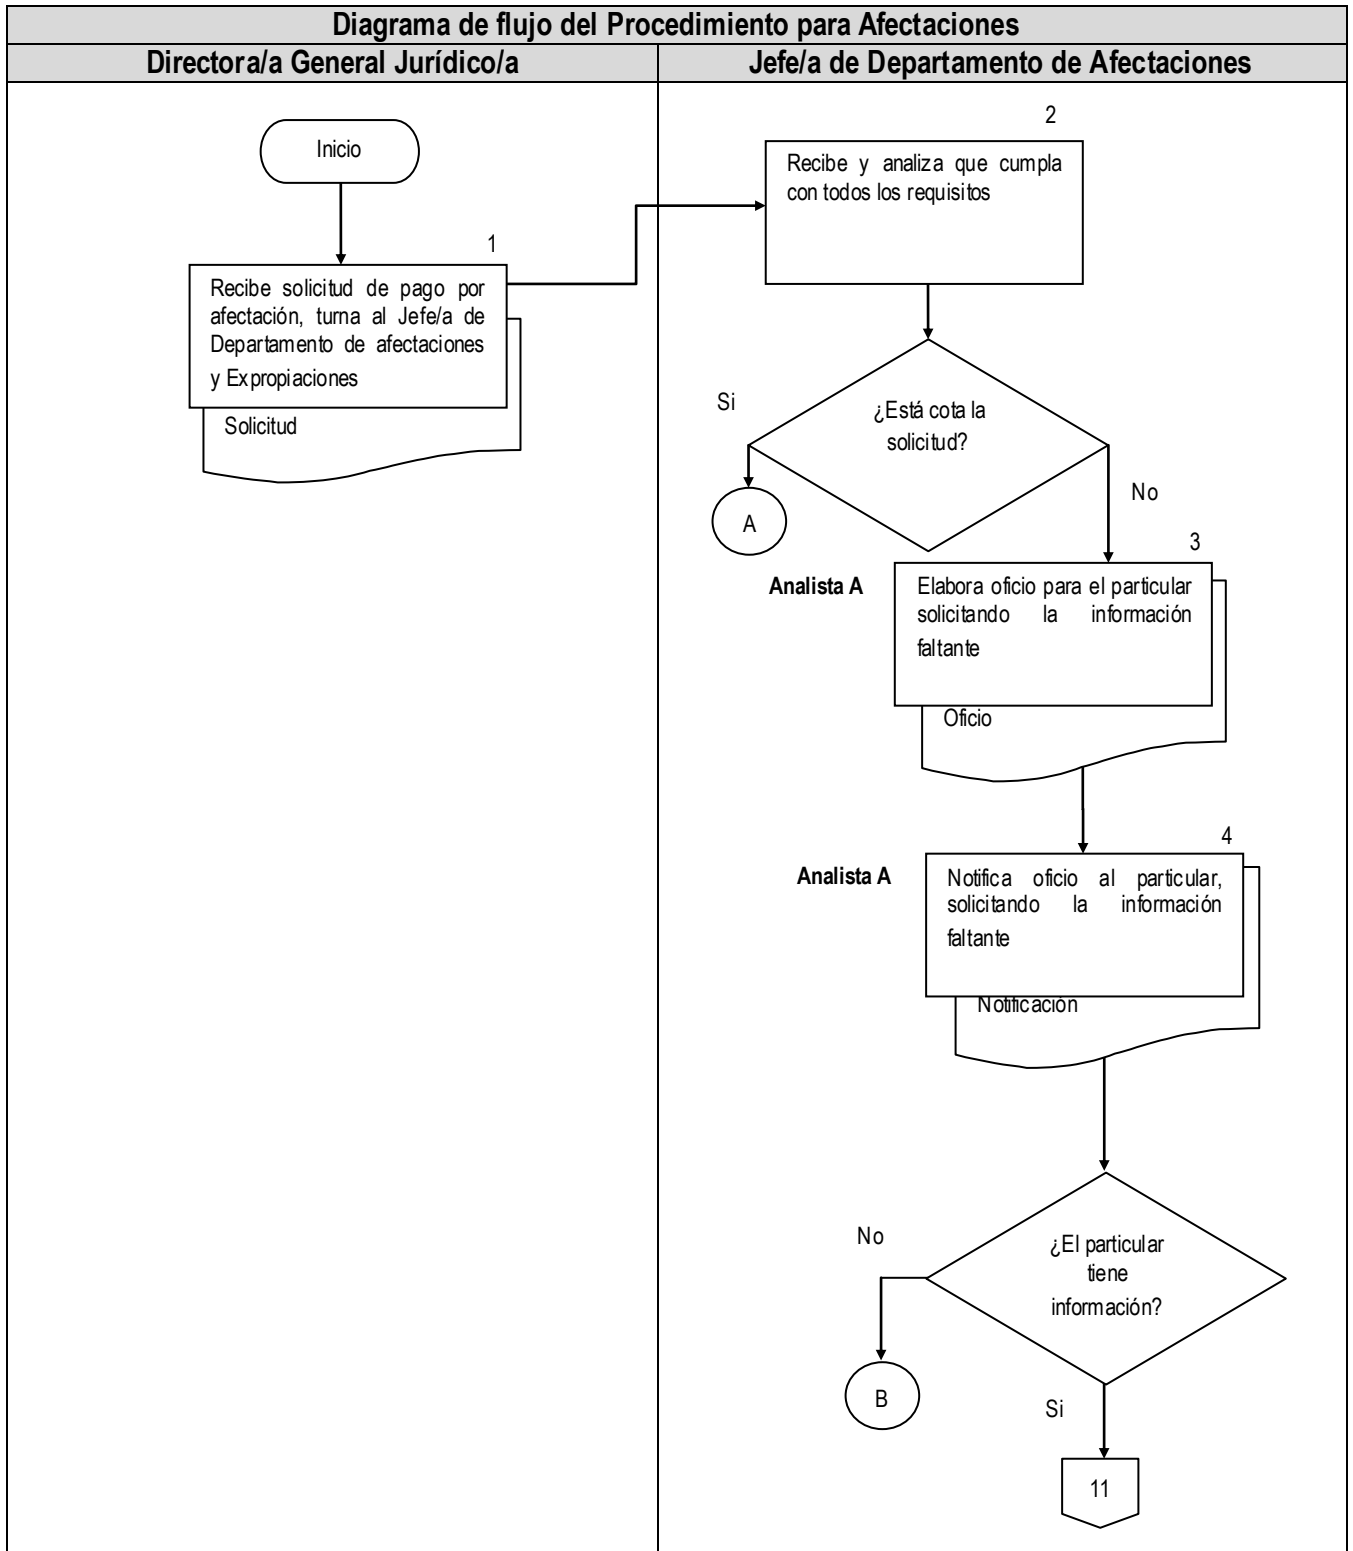 Diagrama de flujo del Procedimiento para Afectaciones
Directora/a General Jurídico/a
Jefe/a de Departamento de Afectaciones
Inicio
1
Recibe solicitud de pago por
afectación, turna al Jefe/a de
Departamento de afectaciones
y Expropiaciones
Solicitud
2
Recibe y analiza que cumpla
con todos los requisitos
¿Está cota la
solicitud?
Si
A
No
3
Analista A
Elabora oficio para el particular
solicitando la información
faltante
Oficio
4
Analista A
Notifica oficio al particular,
solicitando la información
faltante
Notificación
¿El particular
tiene
información?
No
B
Si
11